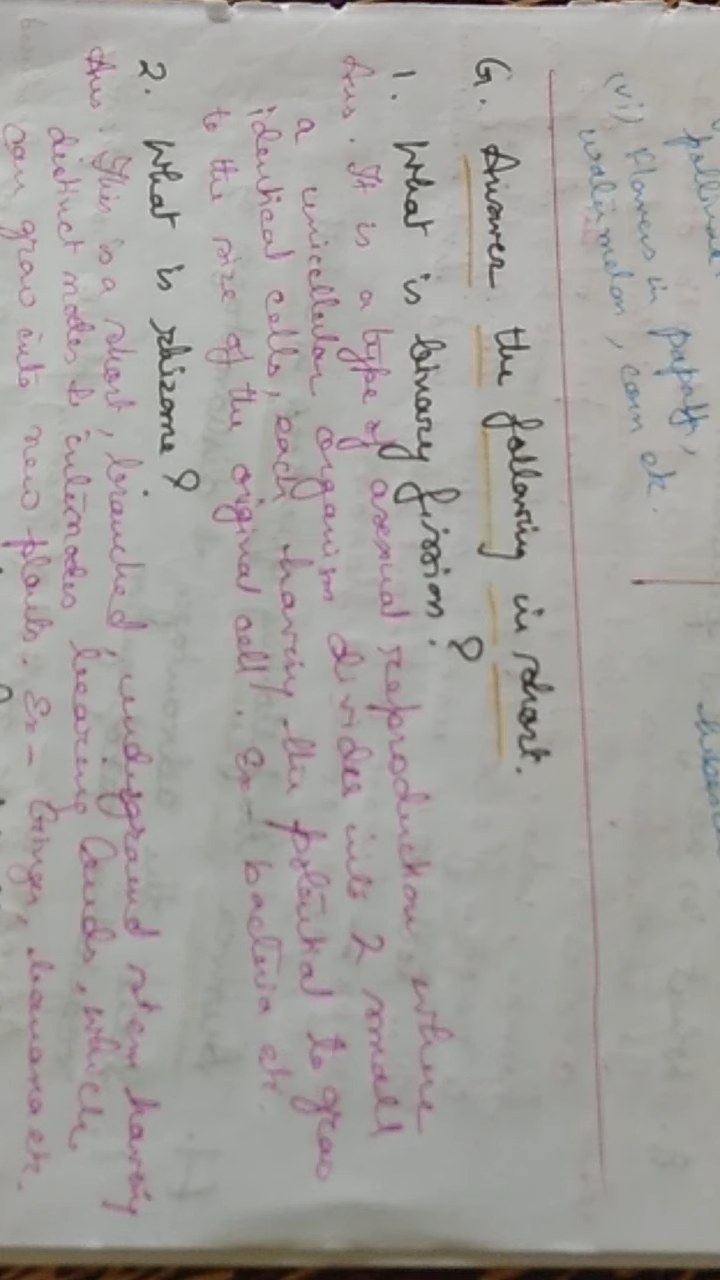 (vi) Flowers in papaya,
watermelon, corn etc.
G. Answer the following in short.
1. What is binary fission?
Ans. It is a type of asexual reproduction, where
a unicellular organism divides into 2 small
identical cells, each having the potential to grow
to the size of the original cell. Ex- bacteria etc.
2. What is rhizome?
Ans. This is a short, branched, underground stem having
distinct nodes & internodes bearing buds, which
can grow into new plants. Ex- Ginger, banana etc.